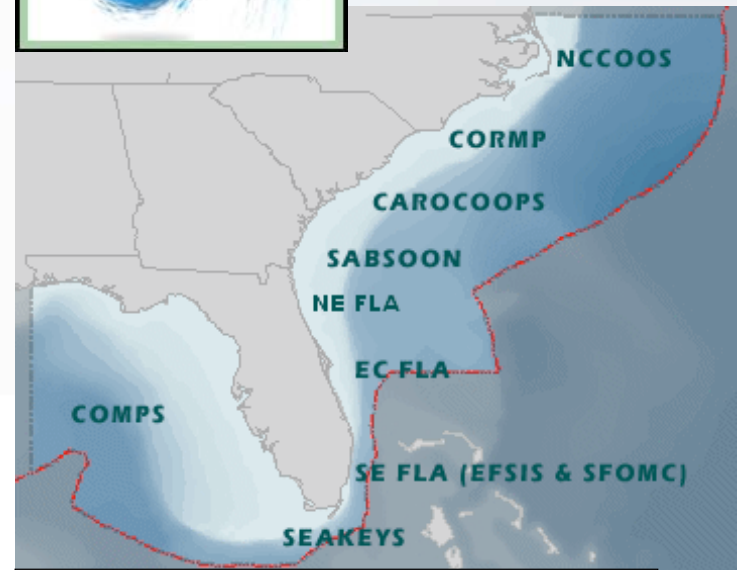 NCCOOS
CORMP
CAROCOOPS
SABSOON
NE FLA
EC FLA
COMPS
SE FLA (EFSIS & SFOMC)
SEAKEYS